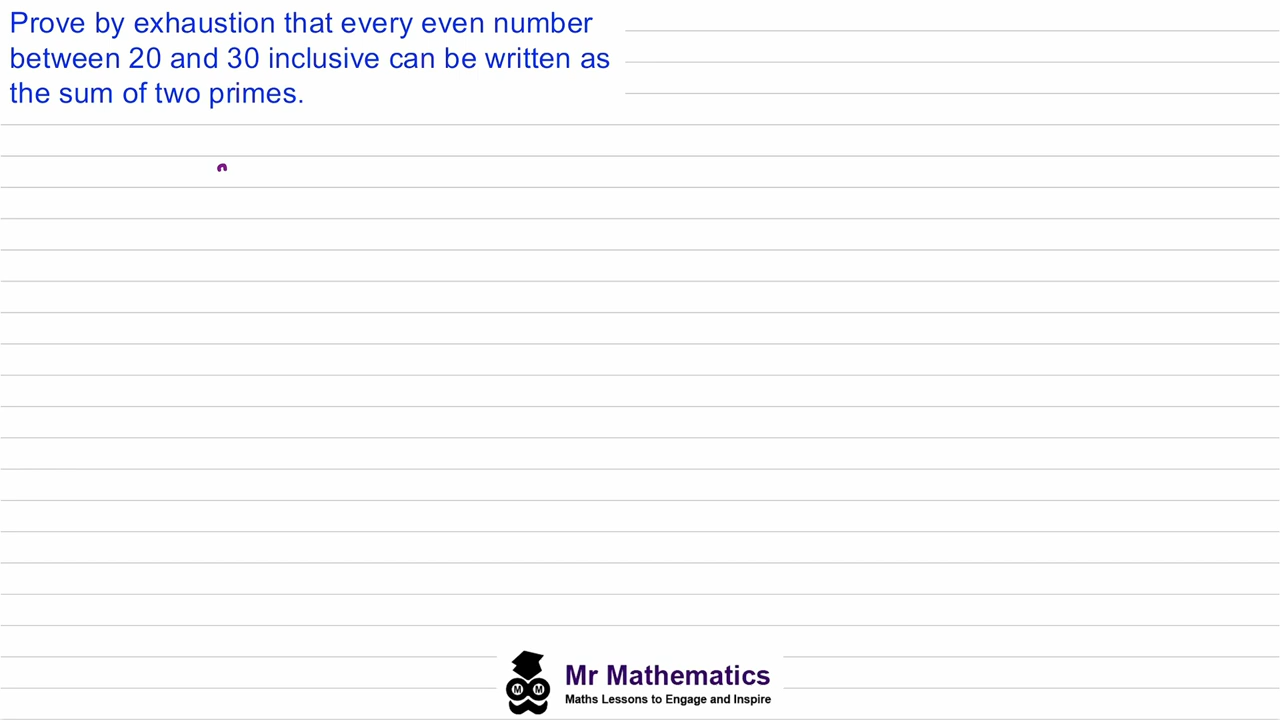 Prove by exhaustion that every even number
between 20 and 30 inclusive can be written as
the sum of two primes.
M M
Mr Mathematics
Maths Lessons to Engage and Inspire